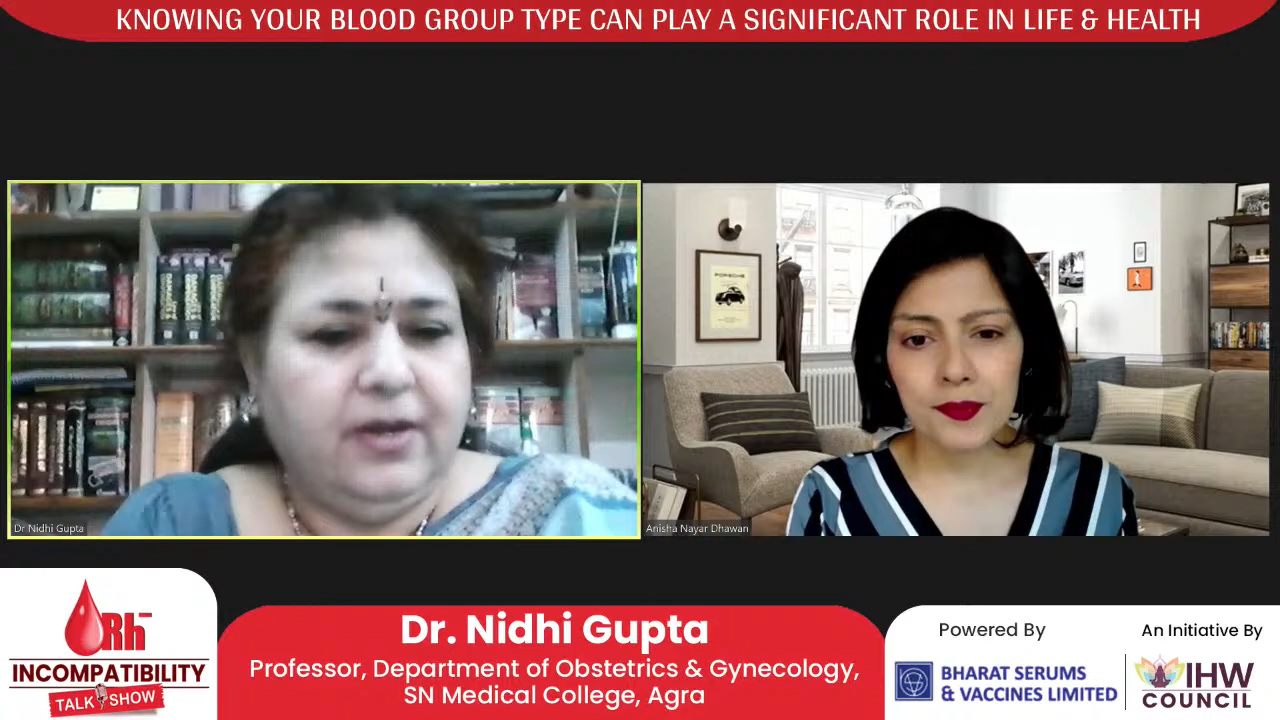 KNOWING YOUR BLOOD GROUP TYPE CAN PLAY A SIGNIFICANT ROLE IN LIFE & HEALTH
PORSCHE
Dr Nidhi Gupta
Anisha Nayar Dhawan
Rh-
INCOMPATIBILITY
TALK SHOW
Dr. Nidhi Gupta
Professor, Department of Obstetrics & Gynecology,
SN Medical College, Agra
Powered By
BHARAT SERUMS
& VACCINES LIMITED
An Initiative By
IHW
COUNCIL